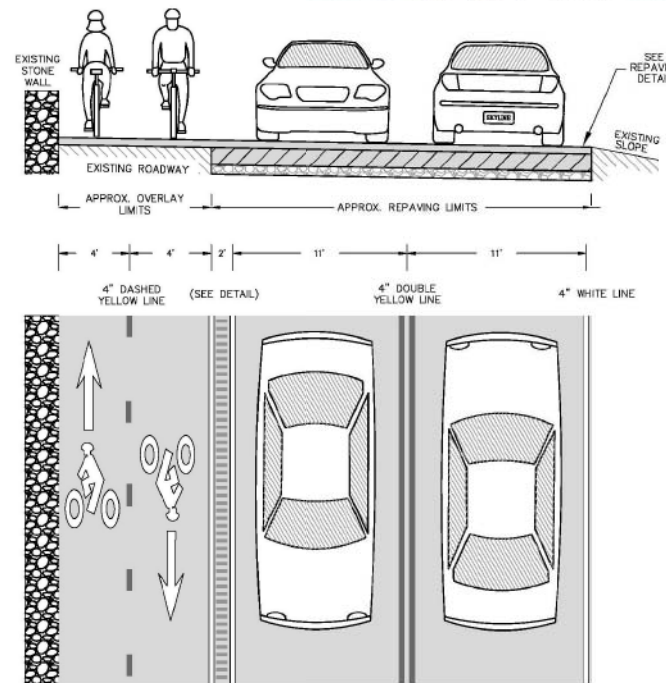 EXISTING
STONE
WALL
SEE
REPAVI
DETAI
SKYLINE
EXISTING
SLOPE
EXISTING ROADWAY
APPROX. OVERLAY
LIMITS
APPROX. REPAVING LIMITS
4'
4'
2'
11'
11'
4" DASHED
YELLOW LINE
(SEE DETAIL)
4" DOUBLE
YELLOW LINE
4" WHITE LINE